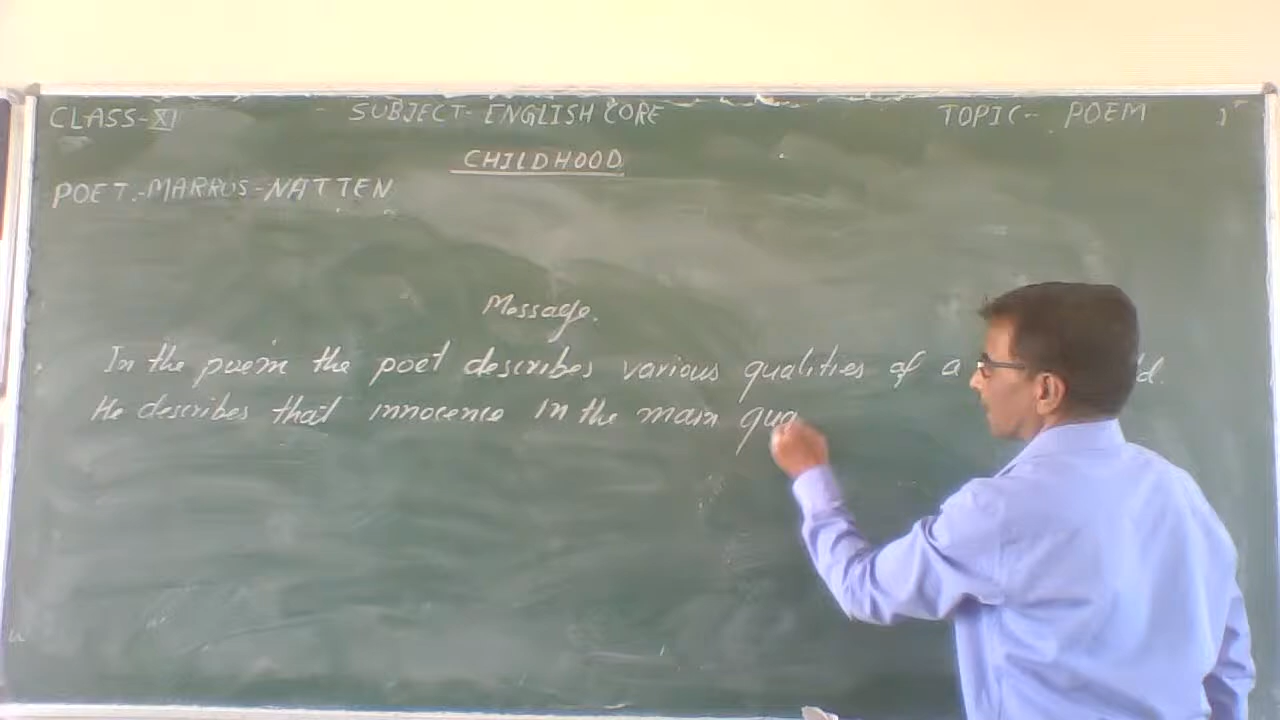 CLASS-XI SUBJECT-ENGLISH CORE TOPIC- POEM
CHILDHOOD
POET.-MARRUS-NATTEN
Message.
In the poem the poet describes various qualities of a
He describes that innocence in the main qua